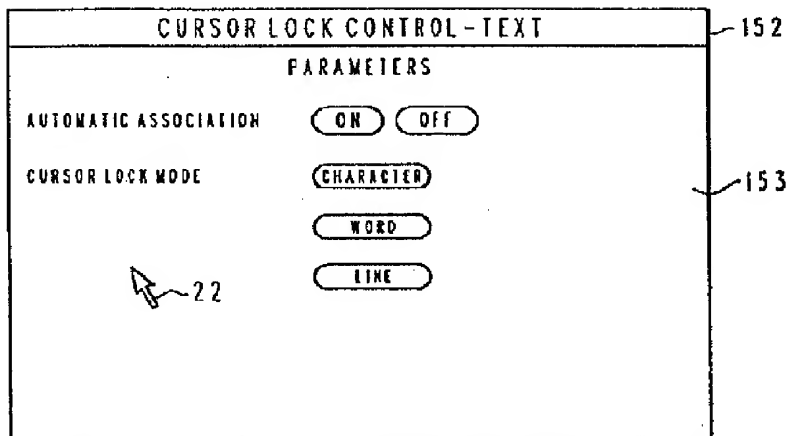 CURSOR LOCK CONTROL-TEXT
152
PARAMETERS
AUTOMATIC ASSOCIATION ON OFF
CURSOR LOCK MODE CHARACTER
153
WORD
LINE
22